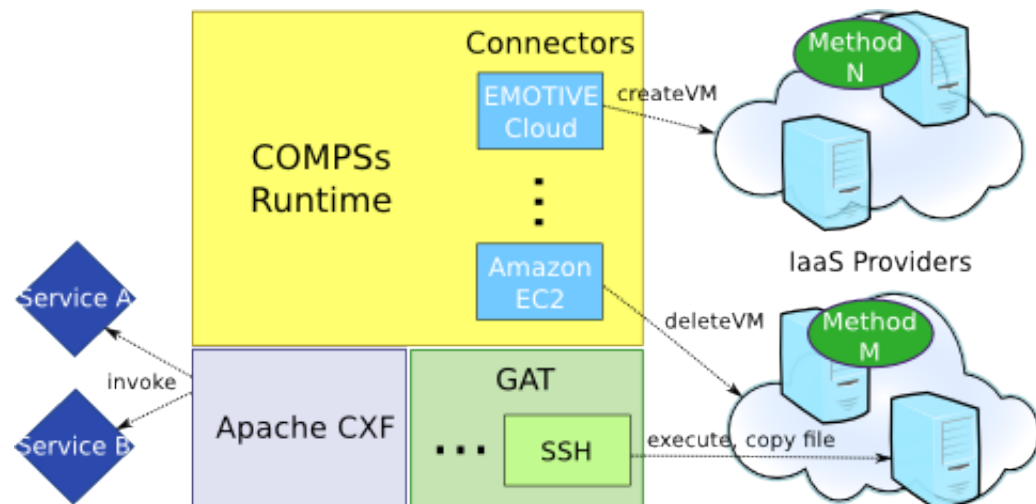 Connectors
Method
N
EMOTIVE
Cloud
createVM
COMPSs
Runtime
IaaS Providers
Amazon
EC2
Service A
deleteVM
Method
M
invoke
GAT
Apache CXF
Service B
SSH
execute, copy file